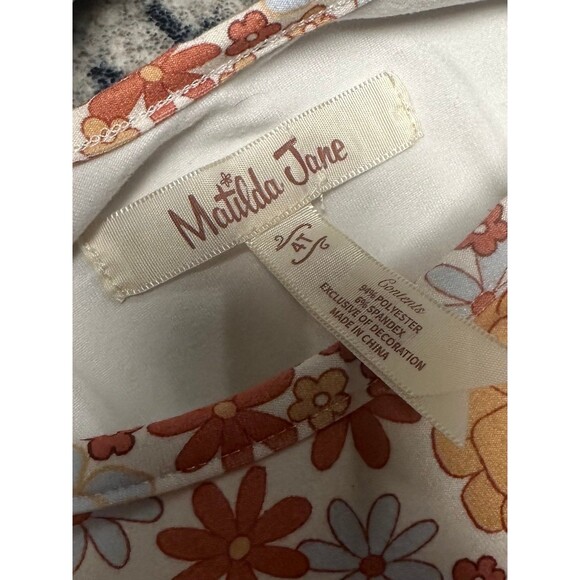 Matilda Jane
4T
Contents
94% POLYESTER
6% SPANDEX
EXCLUSIVE OF DECORATION
MADE IN CHINA